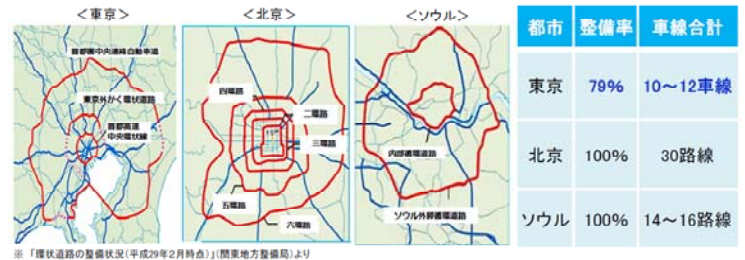 ＜東京＞
首都圏中央連絡自動車道
東京外かく環状道路
首都高速
中央環状線
＜北京＞
四環路
二環路
三環路
五環路
六環路
＜ソウル＞
内部循環道路
ソウル外郭循環道路
都市 整備率 車線合計
東京 79% 10～12車線
北京 100% 30路線
ソウル 100% 14～16路線
※ 「環状道路の整備状況（平成29年２月時点）」（関東地方整備局）より